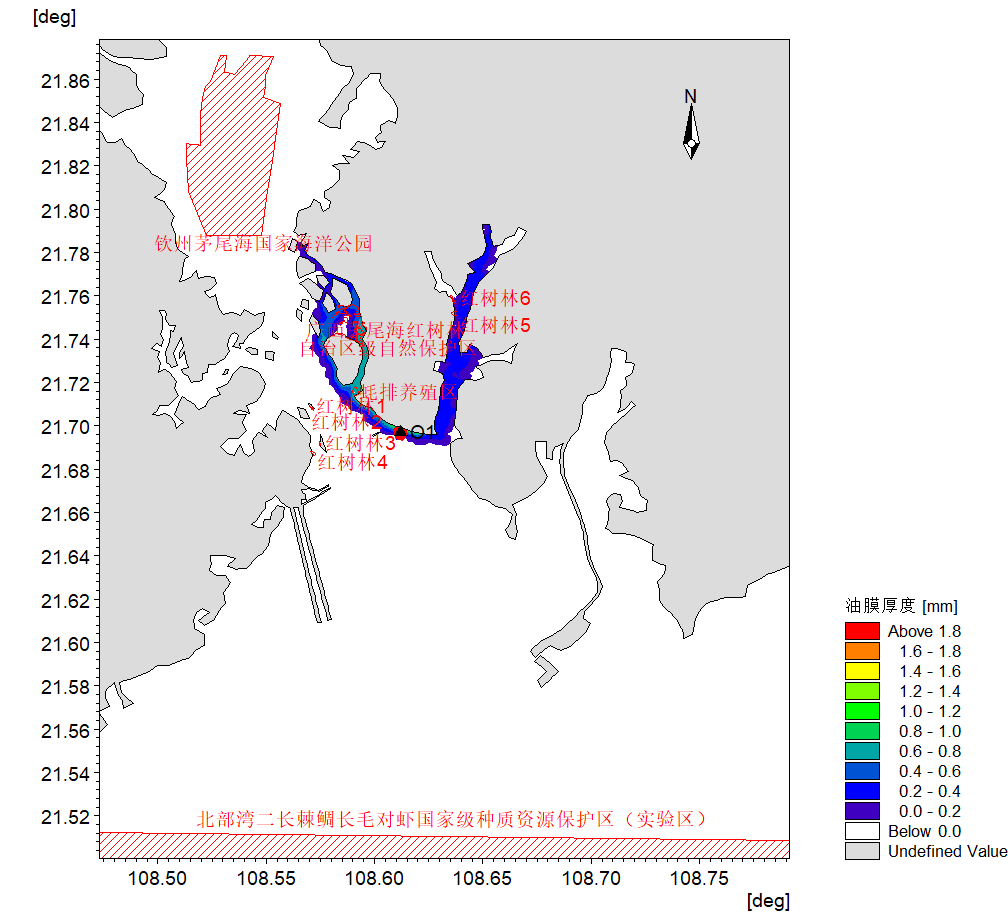 [deg]
21.86
21.84
21.82
21.80
21.78
21.76
21.74
21.72
21.70
21.68
21.66
21.64
21.62
21.60
21.58
21.56
21.54
21.52
N
钦州茅尾海国家海洋公园
红树林6
红树林5
尾海红树林
自治区级自然保护区
蚝排养殖区
红树林1
红树林2
O1
红树林3
红树林4
北部湾二长棘鲷长毛对虾国家级种质资源保护区（实验区）
108.50
108.55
108.60
108.65
108.70
108.75
[deg]
油膜厚度 [mm]
Above 1.8
1.6 - 1.8
1.4 - 1.6
1.2 - 1.4
1.0 - 1.2
0.8 - 1.0
0.6 - 0.8
0.4 - 0.6
0.2 - 0.4
0.0 - 0.2
Below 0.0
Undefined Value